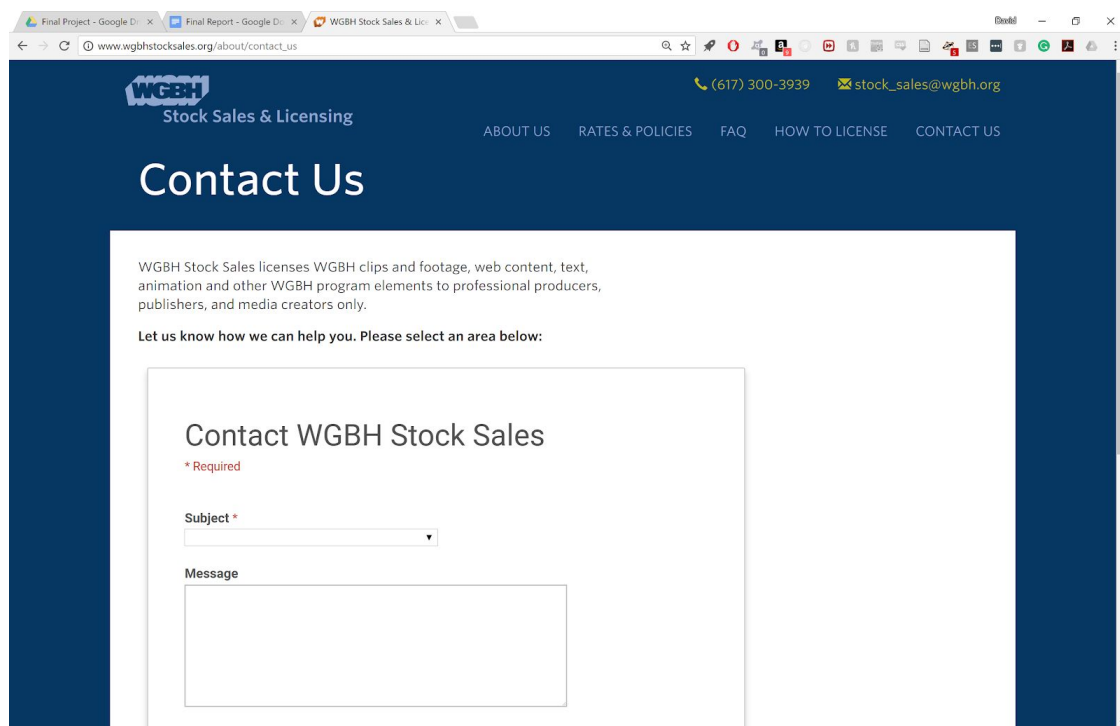 Final Project - Google Dr
Final Report - Google Do
WGBH Stock Sales & Lice
David
www.wgbhstocksales.org/about/contact_us
WGBH
Stock Sales & Licensing
(617) 300-3939
stock_sales@wgbh.org
ABOUT US
RATES & POLICIES
FAQ
HOW TO LICENSE
CONTACT US
Contact Us
WGBH Stock Sales licenses WGBH clips and footage, web content, text,
animation and other WGBH program elements to professional producers,
publishers, and media creators only.
Let us know how we can help you. Please select an area below:
Contact WGBH Stock Sales
* Required
Subject *
Message